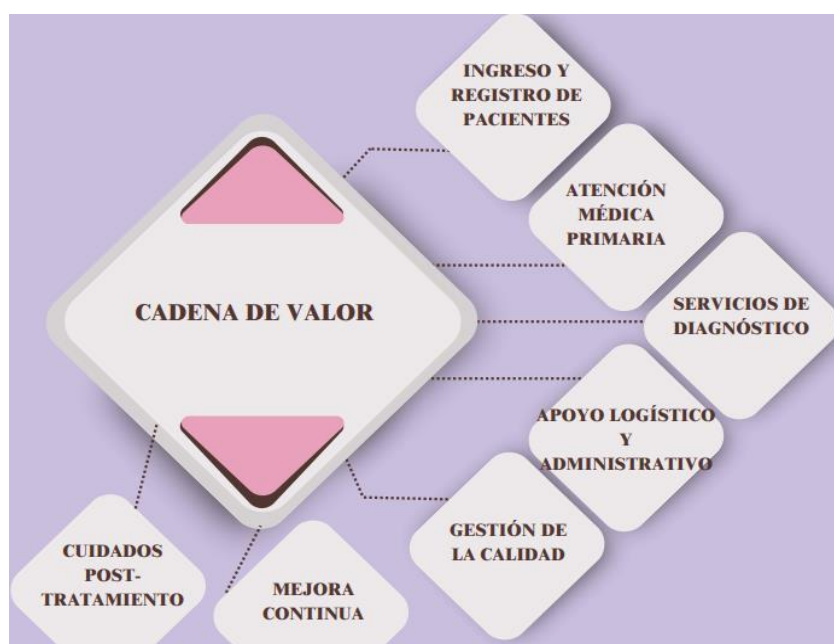 INGRESO Y
REGISTRO DE
PACIENTES
ATENCIÓN
MÉDICA
PRIMARIA
CADENA DE VALOR
SERVICIOS DE
DIAGNÓSTICO
APOYO LOGÍSTICO
Y
ADMINISTRATIVO
GESTIÓN DE
LA CALIDAD
CUIDADOS
POST-
TRATAMIENTO
MEJORA
CONTINUA